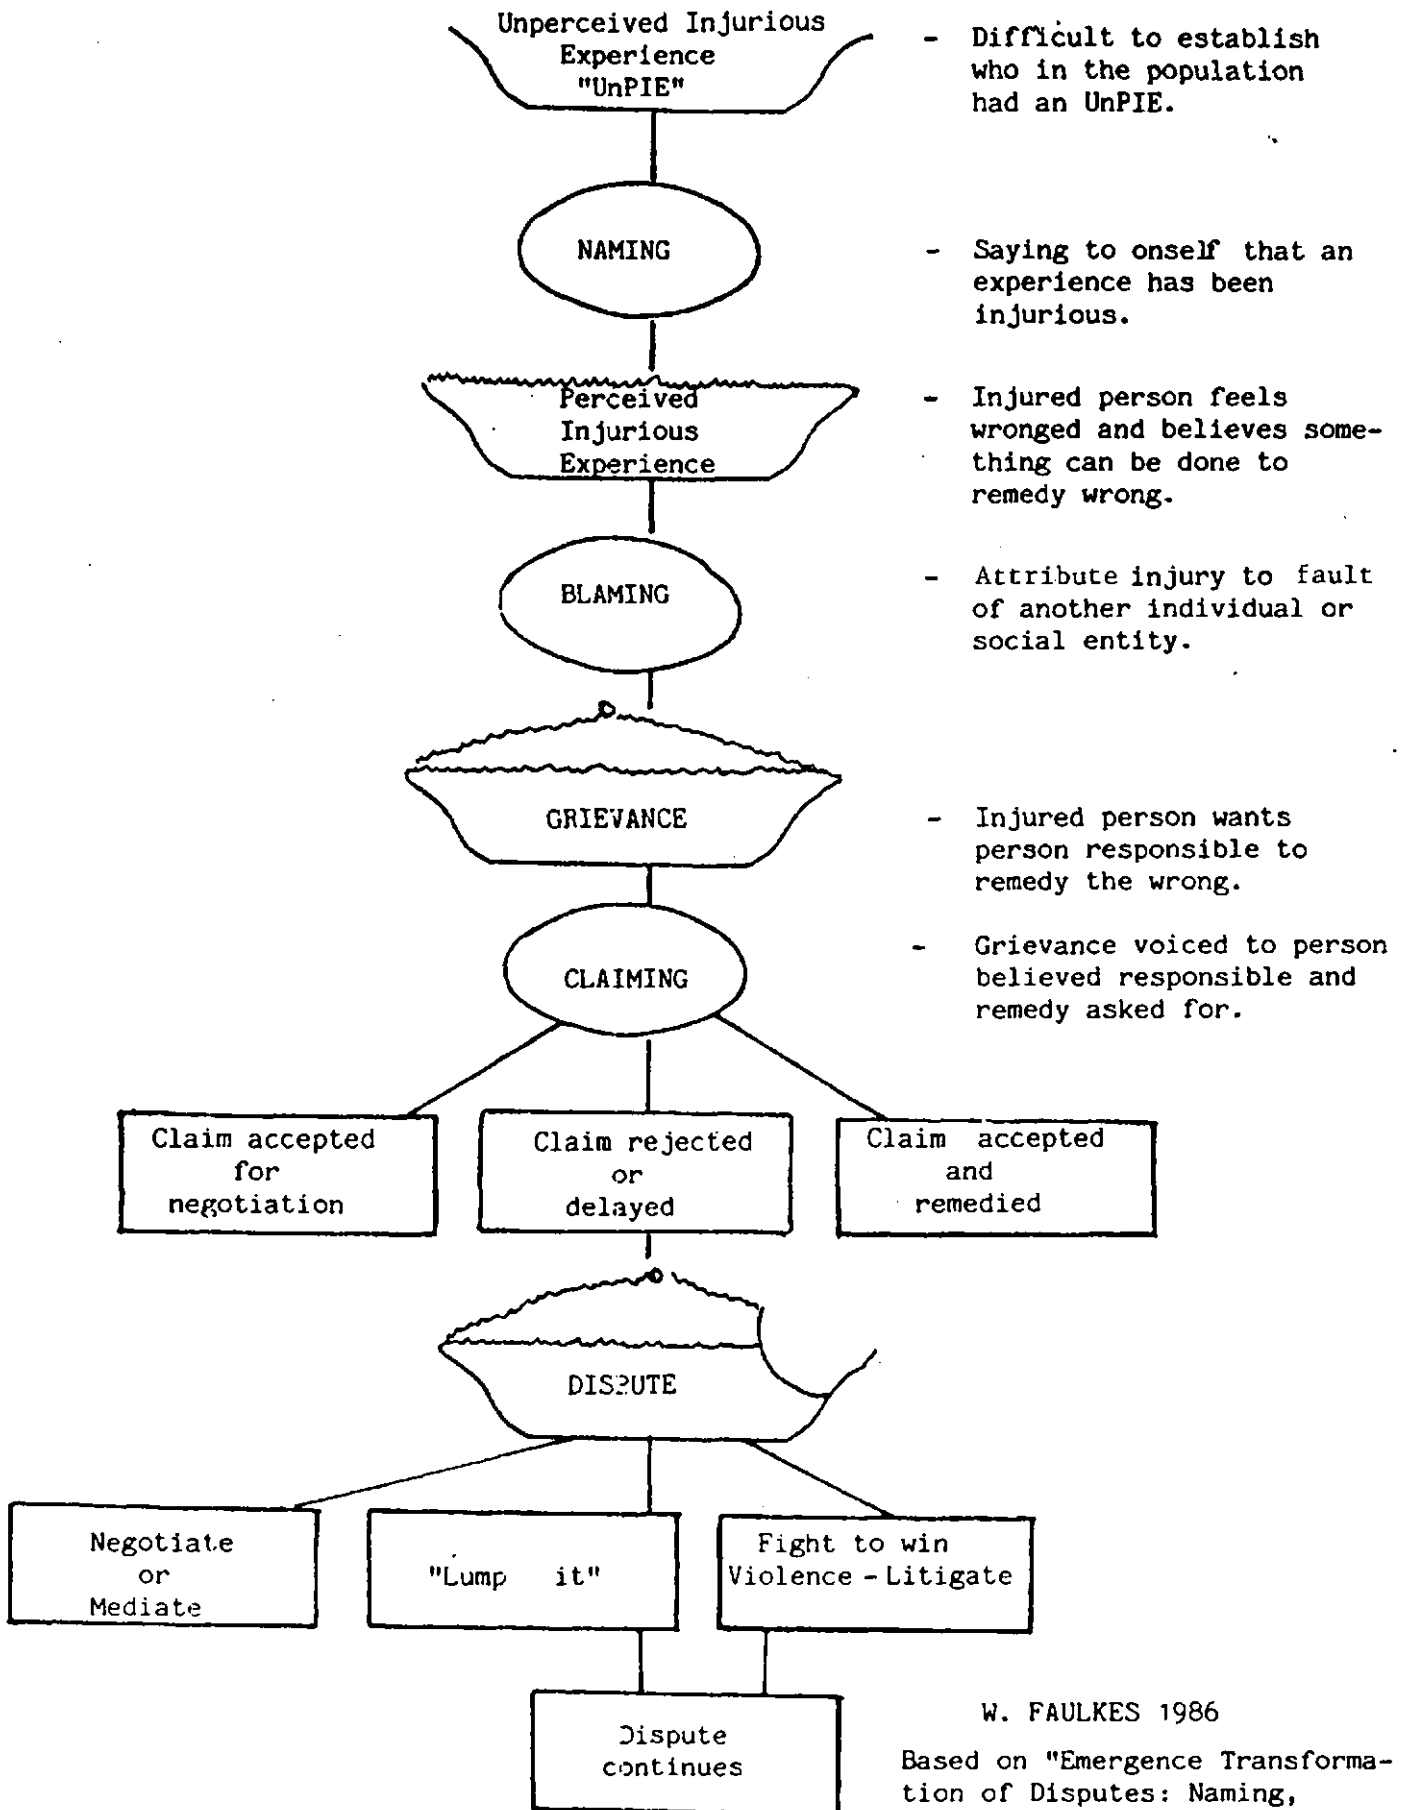 Unperceived Injurious
Experience
"UnPIE"
- Difficult to establish
who in the population
had an UnPIE.
NAMING
- Saying to onself that an
experience has been
injurious.
Perceived
Injurious
Experience
- Injured person feels
wronged and believes some-
thing can be done to
remedy wrong.
BLAMING
- Attribute injury to fault
of another individual or
social entity.
GRIEVANCE
- Injured person wants
person responsible to
remedy the wrong.
CLAIMING
- Grievance voiced to person
believed responsible and
remedy asked for.
Claim accepted
for
negotiation
Claim rejected
or
delayed
Claim accepted
and
remedied
DISPUTE
Negotiate
or
Mediate
"Lump it"
Fight to win
Violence - Litigate
Dispute
continues
W. FAULKES 1986
Based on "Emergence Transforma-
tion of Disputes: Naming,